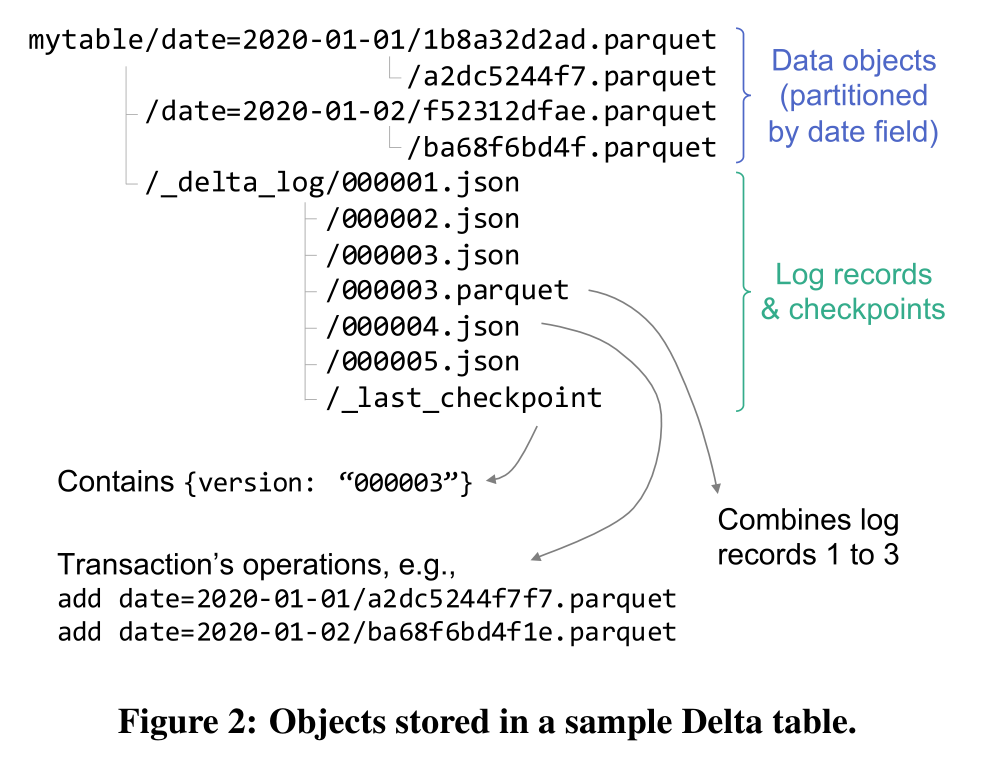 mytable/date=2020-01-01/1b8a32d2ad.parquet
/a2dc5244f7.parquet
/date=2020-01-02/f52312dfae.parquet
/ba68f6bd4f.parquet
/_delta_log/000001.json
/000002.json
/000003.json
/000003.parquet
/000004.json
/000005.json
/_last_checkpoint
Data objects
(partitioned
by date field)
Log records
& checkpoints
Contains {version: “000003”}
Combines log
records 1 to 3
Transaction’s operations, e.g.,
add date=2020-01-01/a2dc5244f7f7.parquet
add date=2020-01-02/ba68f6bd4f1e.parquet
Figure 2: Objects stored in a sample Delta table.